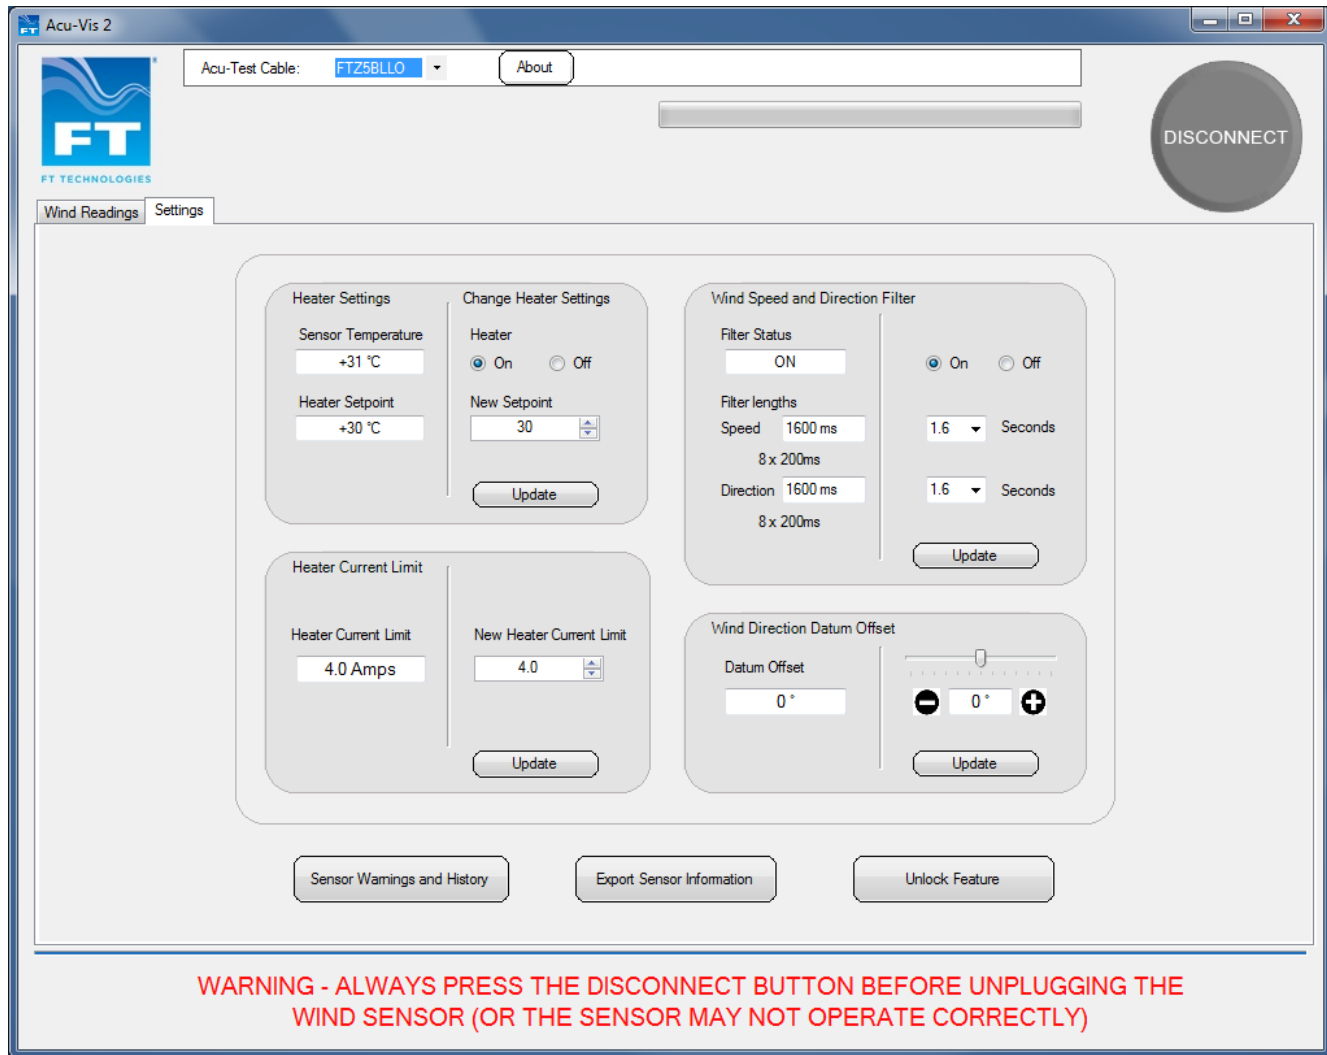 Acu-Vis 2
Acu-Test Cable: FTZ5BLLO About
FT
FT TECHNOLOGIES
DISCONNECT
Wind Readings Settings
Heater Settings Change Heater Settings
Sensor Temperature Heater
+31 °C On Off
Heater Setpoint New Setpoint
+30 °C 30
Update
Heater Current Limit
Heater Current Limit New Heater Current Limit
4.0 Amps 4.0
Update
Wind Speed and Direction Filter
Filter Status
ON On Off
Filter lengths
Speed 1600 ms 1.6 Seconds
8 x 200ms
Direction 1600 ms 1.6 Seconds
8 x 200ms
Update
Wind Direction Datum Offset
Datum Offset
0 ° 0 °
Update
Sensor Warnings and History Export Sensor Information Unlock Feature
WARNING - ALWAYS PRESS THE DISCONNECT BUTTON BEFORE UNPLUGGING THE
WIND SENSOR (OR THE SENSOR MAY NOT OPERATE CORRECTLY)